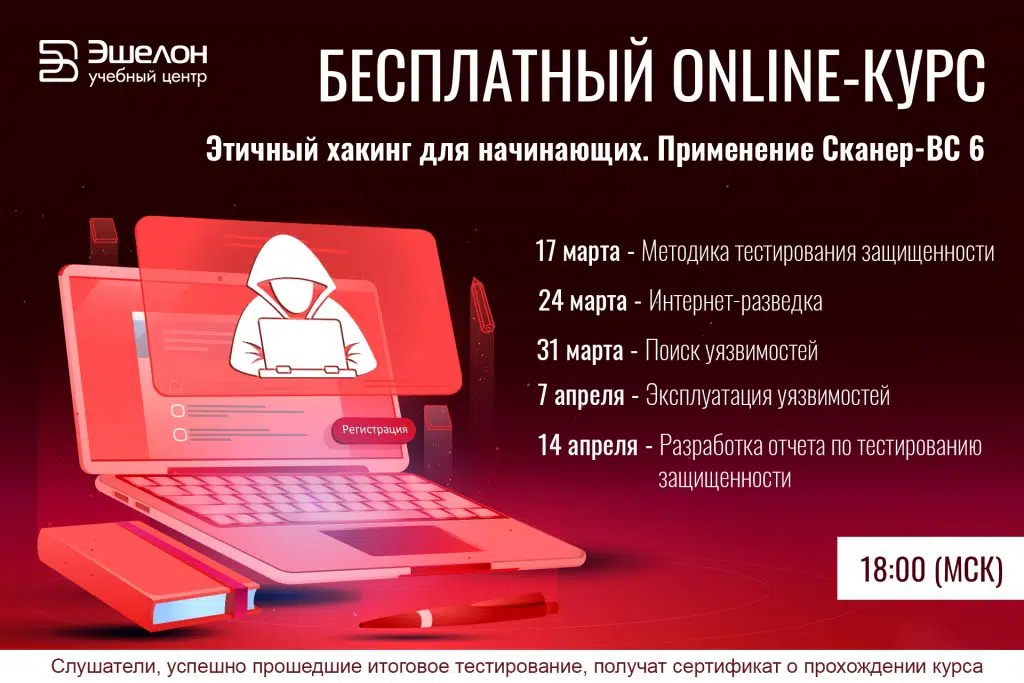 Эшелон
учебный центр
БЕСПЛАТНЫЙ ONLINE-КУРС
Этичный хакинг для начинающих. Применение Сканер-ВС 6
17 марта - Методика тестирования защищенности
24 марта - Интернет-разведка
31 марта - Поиск уязвимостей
7 апреля - Эксплуатация уязвимостей
14 апреля - Разработка отчета по тестированию
защищенности
Регистрация
18:00 (МСК)
Слушатели, успешно прошедшие итоговое тестирование, получат сертификат о прохождении курса